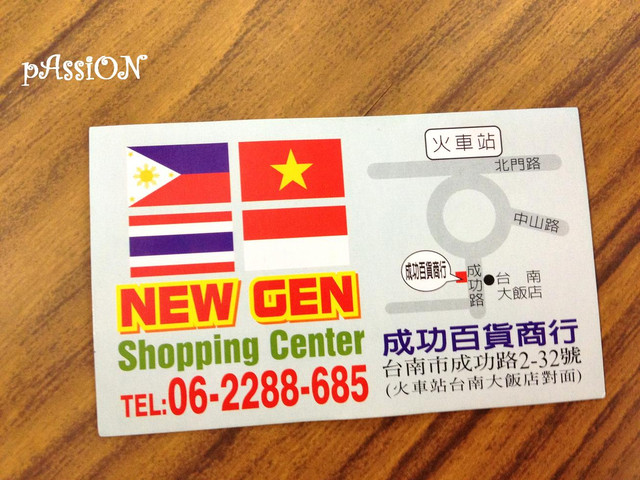 pAssiON
火車站
北門路
中山路
成功百貨商行
成功路
台南
大飯店
NEW GEN
Shopping Center
TEL:06-2288-685
成功百貨商行
台南市成功路2-32號
(火車站台南大飯店對面)